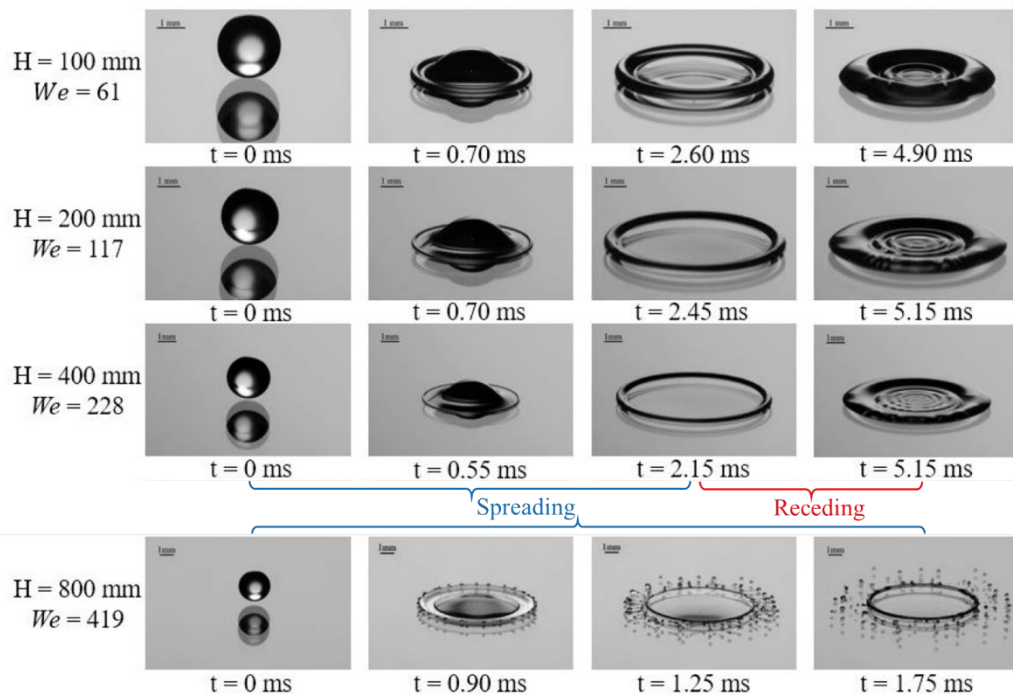 1 mm 1 mm 1 mm 1 mm
H = 100 mm
We = 61
t = 0 ms t = 0.70 ms t = 2.60 ms t = 4.90 ms
1 mm 1 mm 1 mm 1 mm
H = 200 mm
We = 117
t = 0 ms t = 0.70 ms t = 2.45 ms t = 5.15 ms
1mm 1mm 1mm 1mm
H = 400 mm
We = 228
t = 0 ms t = 0.55 ms t = 2.15 ms t = 5.15 ms
Spreading Receding
1mm 1mm 1mm 1mm
H = 800 mm
We = 419
t = 0 ms t = 0.90 ms t = 1.25 ms t = 1.75 ms